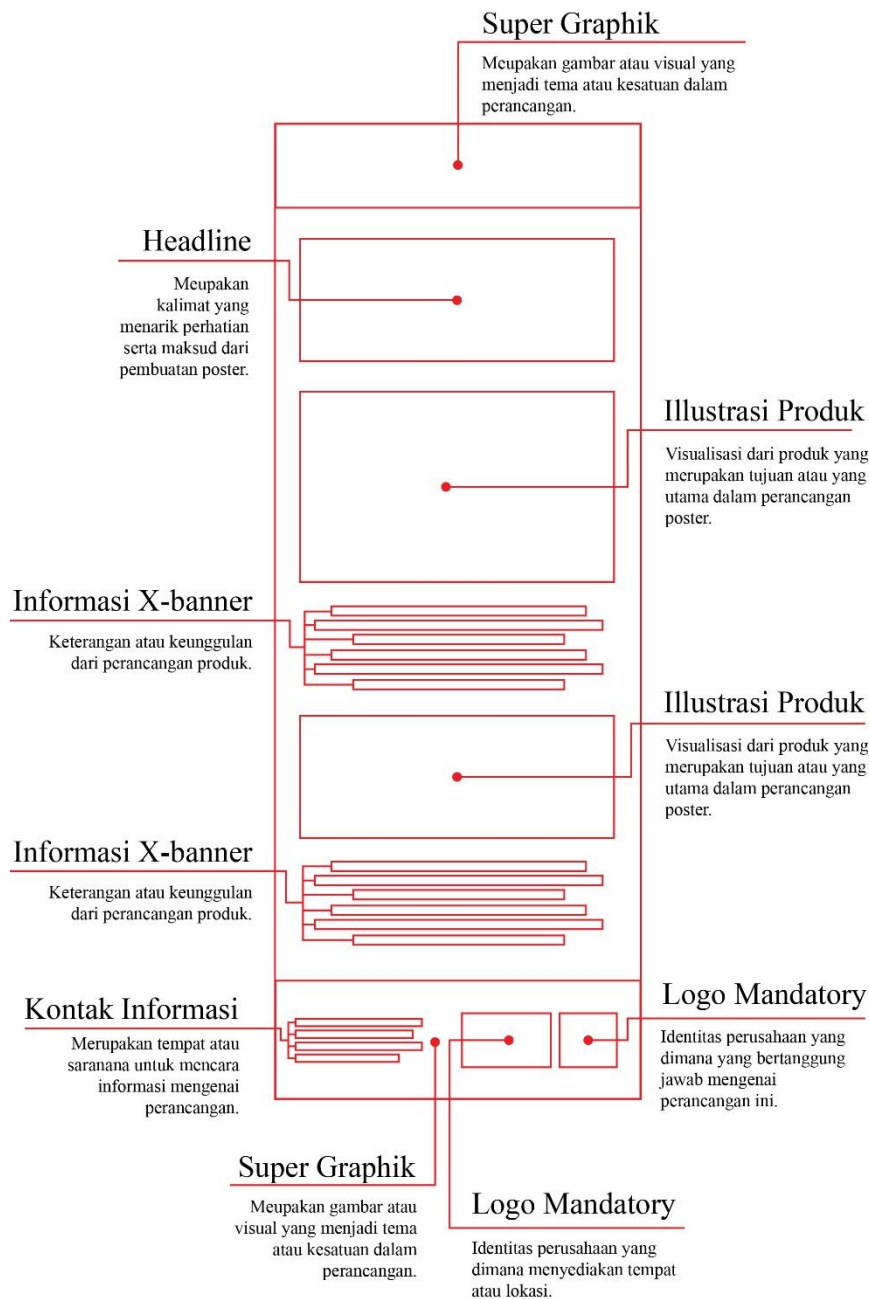 Super Graphik
Meupakan gambar atau visual yang
menjadi tema atau kesatuan dalam
perancangan.
Headline
Meupakan
kalimat yang
menarik perhatian
serta maksud dari
pembuatan poster.
Illustrasi Produk
Visualisasi dari produk yang
merupakan tujuan atau yang
utama dalam perancangan
poster.
Informasi X-banner
Keterangan atau keunggulan
dari perancangan produk.
Illustrasi Produk
Visualisasi dari produk yang
merupakan tujuan atau yang
utama dalam perancangan
poster.
Informasi X-banner
Keterangan atau keunggulan
dari perancangan produk.
Kontak Informasi
Merupakan tempat atau
saranana untuk mencara
informasi mengenai
perancangan.
Logo Mandatory
Identitas perusahaan yang
dimana yang bertanggung
jawab mengenai
perancangan ini.
Super Graphik
Meupakan gambar atau
visual yang menjadi tema
atau kesatuan dalam
perancangan.
Logo Mandatory
Identitas perusahaan yang
dimana menyediakan tempat
atau lokasi.